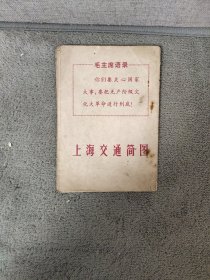 毛主席语录
你们要关心国家
大事，要把无产阶级文
化大革命进行到底！
上海交通简图